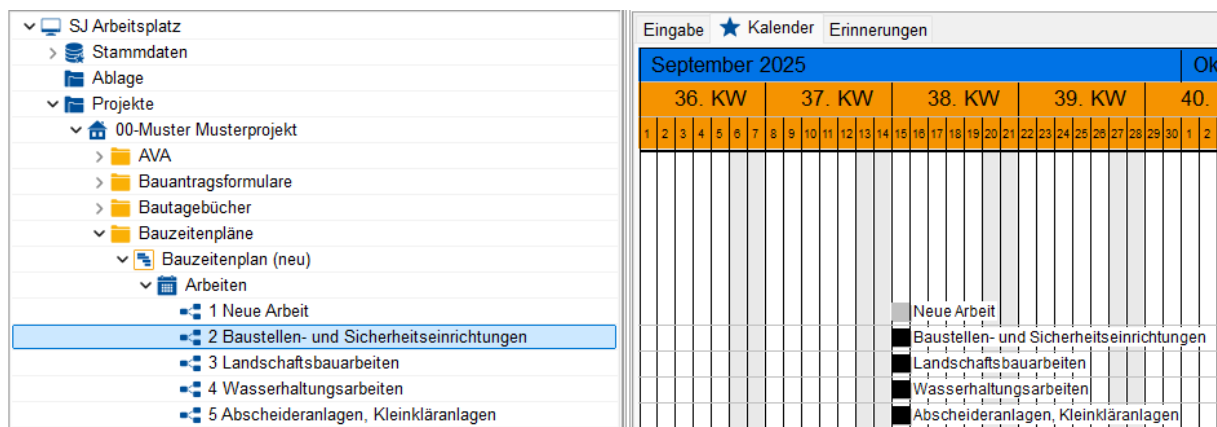 SJ Arbeitsplatz
Stammdaten
Ablage
Projekte
00-Muster Musterprojekt
AVA
Bauantragsformulare
Bautagebücher
Bauzeitenpläne
Bauzeitenplan (neu)
Arbeiten
1 Neue Arbeit
2 Baustellen- und Sicherheitseinrichtungen
3 Landschaftsbauarbeiten
4 Wasserhaltungsarbeiten
5 Abscheideranlagen, Kleinkläranlagen
Eingabe Kalender Erinnerungen
September 2025 Ok
36. KW 37. KW 38. KW 39. KW 40.
1 2 3 4 5 6 7 8 9 10 11 12 13 14 15 16 17 18 19 20 21 22 23 24 25 26 27 28 29 30 1 2
Neue Arbeit
Baustellen- und Sicherheitseinrichtungen
Landschaftsbauarbeiten
Wasserhaltungsarbeiten
Abscheideranlagen, Kleinkläranlagen